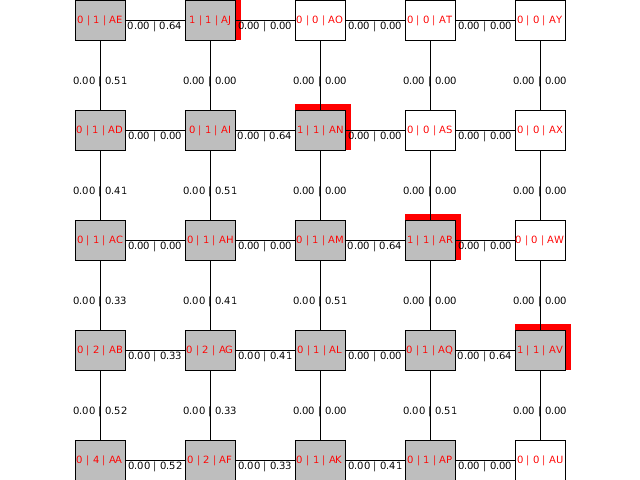 0 | 1 | AE 0.00 | 0.64 1 | 1 | AJ 0.00 | 0.00 0 | 0 | AO 0.00 | 0.00 0 | 0 | AT 0.00 | 0.00 0 | 0 | AY
0.00 | 0.51 0.00 | 0.00 0.00 | 0.00 0.00 | 0.00 0.00 | 0.00
0 | 1 | AD 0.00 | 0.00 0 | 1 | AI 0.00 | 0.64 1 | 1 | AN 0.00 | 0.00 0 | 0 | AS 0.00 | 0.00 0 | 0 | AX
0.00 | 0.41 0.00 | 0.51 0.00 | 0.00 0.00 | 0.00 0.00 | 0.00
0 | 1 | AC 0.00 | 0.00 0 | 1 | AH 0.00 | 0.00 0 | 1 | AM 0.00 | 0.64 1 | 1 | AR 0.00 | 0.00 0 | 0 | AW
0.00 | 0.33 0.00 | 0.41 0.00 | 0.51 0.00 | 0.00 0.00 | 0.00
0 | 2 | AB 0.00 | 0.33 0 | 2 | AG 0.00 | 0.41 0 | 1 | AL 0.00 | 0.00 0 | 1 | AQ 0.00 | 0.64 1 | 1 | AV
0.00 | 0.52 0.00 | 0.33 0.00 | 0.00 0.00 | 0.51 0.00 | 0.00
0 | 4 | AA 0.00 | 0.52 0 | 2 | AF 0.00 | 0.33 0 | 1 | AK 0.00 | 0.41 0 | 1 | AP 0.00 | 0.00 0 | 0 | AU